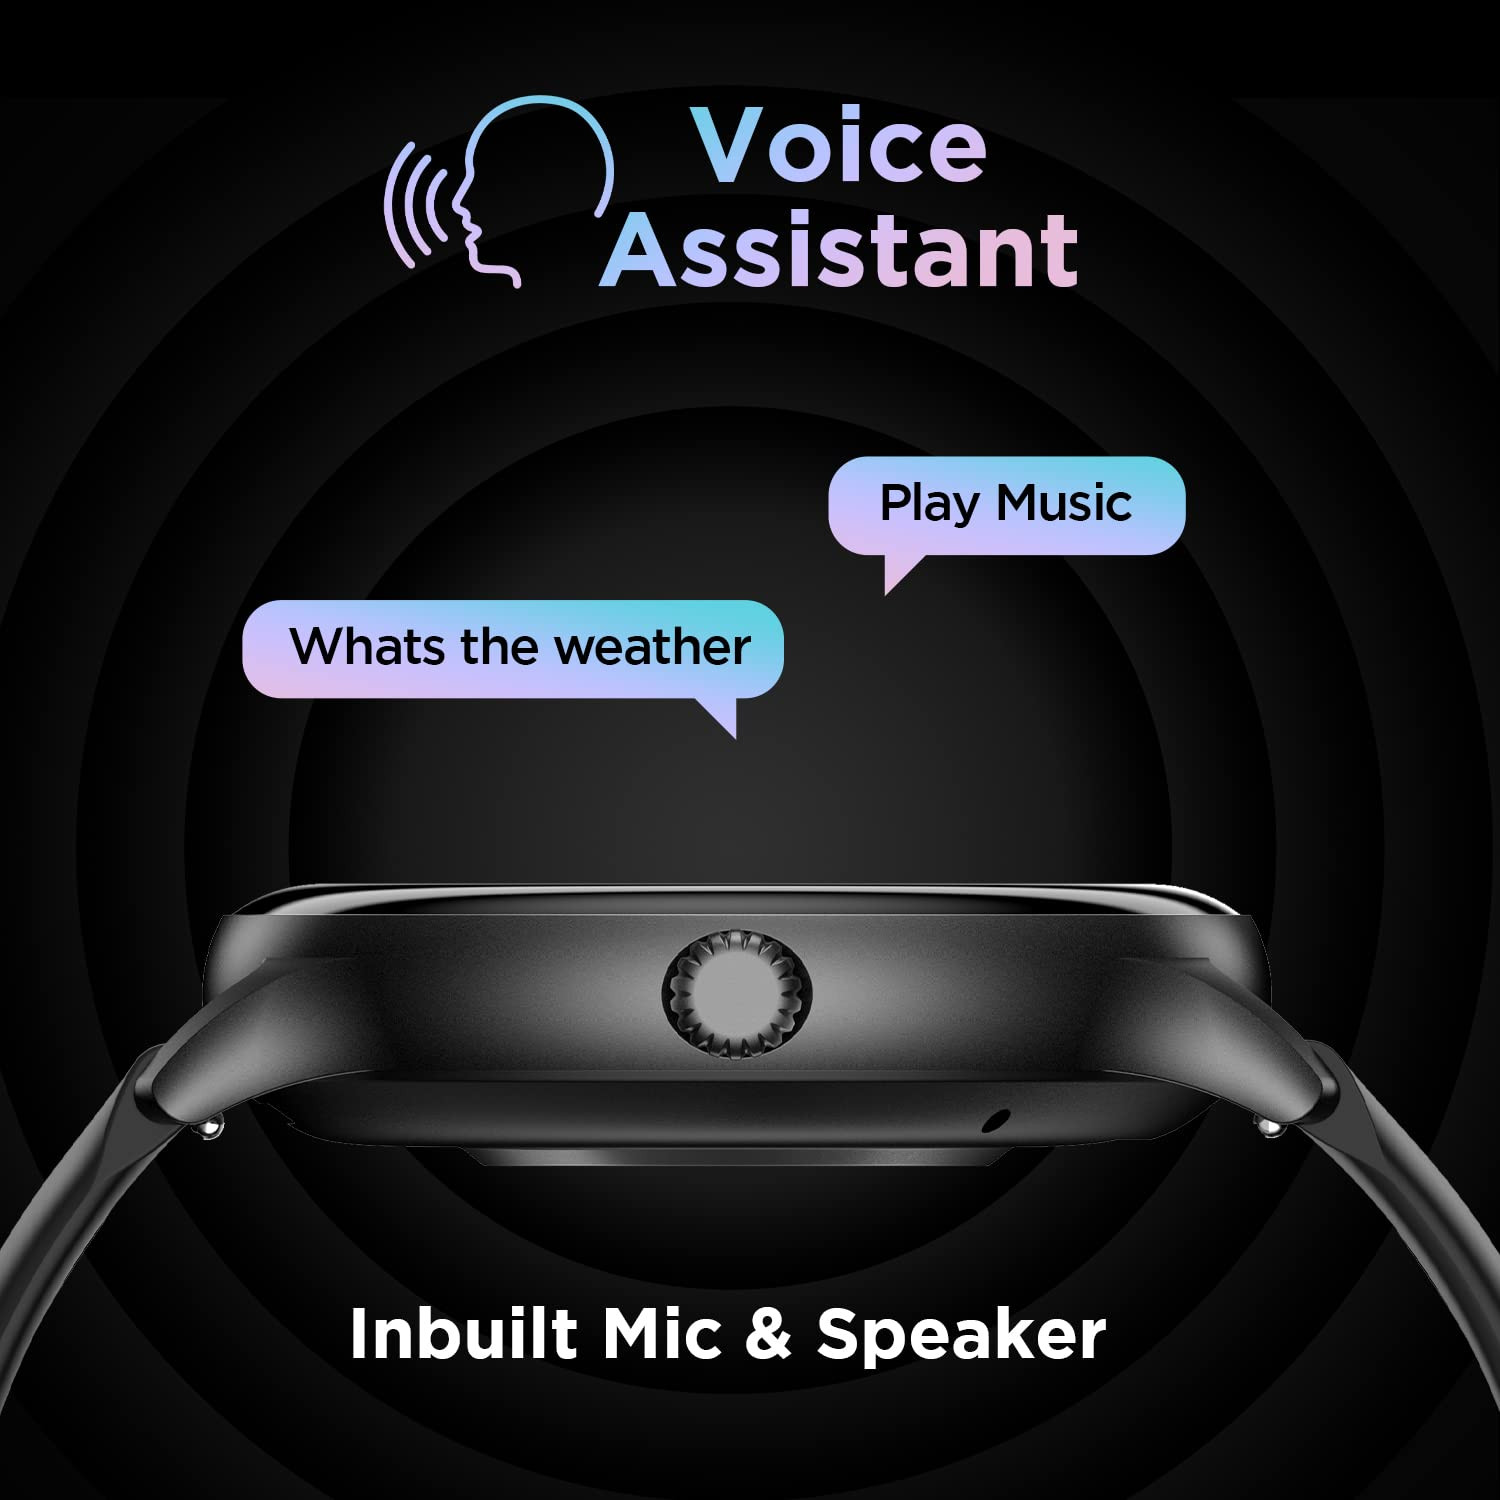 Voice
Assistant
Play Music
Whats the weather
Inbuilt Mic & Speaker